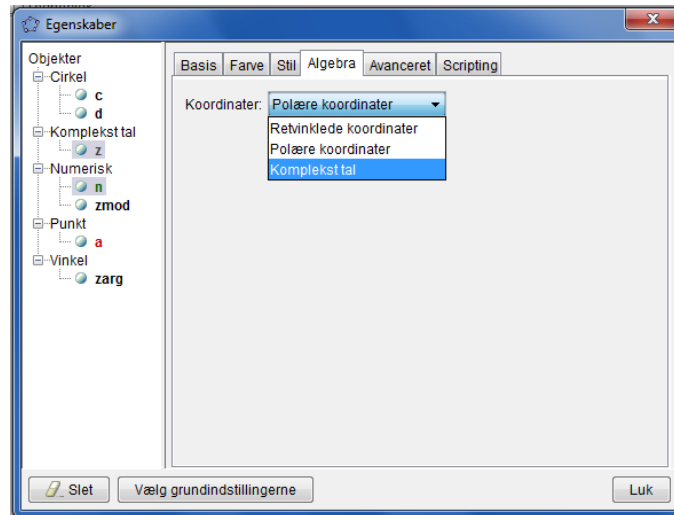 Egenskaber
Objekter
Cirkel
c
d
Komplekst tal
z
Numerisk
n
zmod
Punkt
a
Vinkel
zarg
Basis Farve Stil Algebra Avanceret Scripting
Koordinater: Polære koordinater
Retvinklede koordinater
Polære koordinater
Komplekst tal
Slet Vælg grundindstillingerne Luk